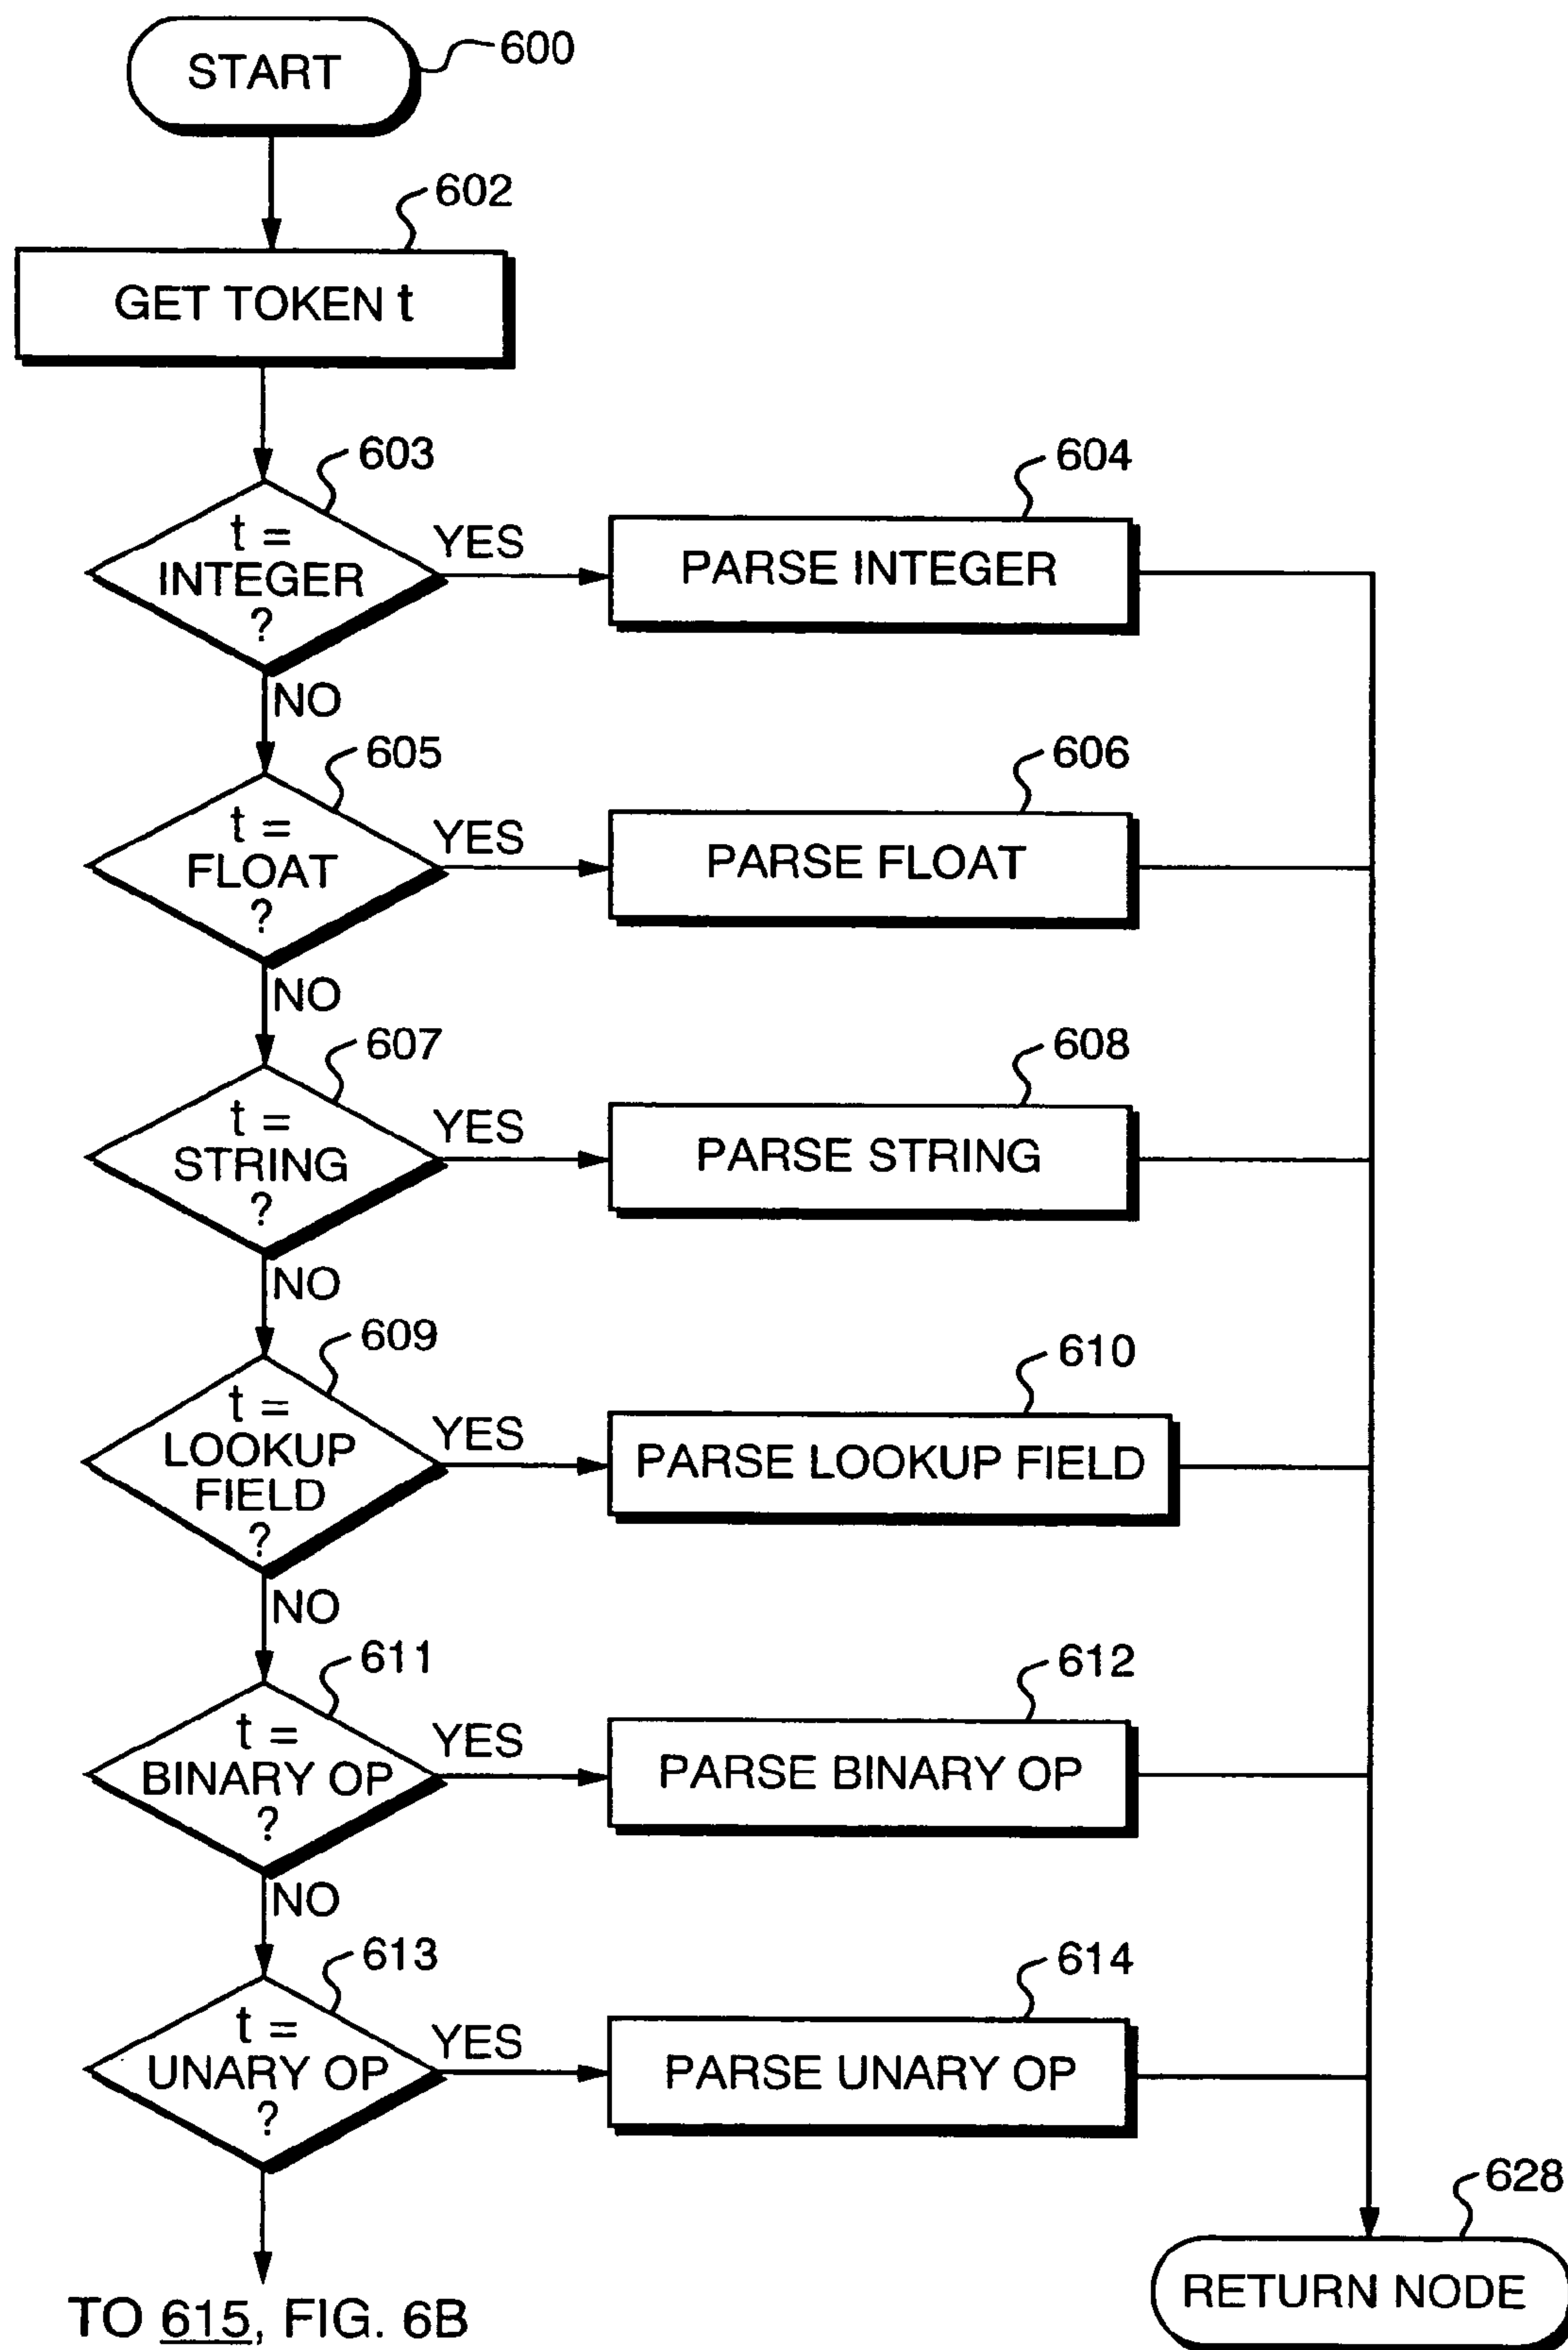 START
600
602
GET TOKEN t
603
t =
INTEGER
?
YES
604
PARSE INTEGER
NO
605
t =
FLOAT
?
YES
606
PARSE FLOAT
NO
607
t =
STRING
?
YES
608
PARSE STRING
NO
609
t =
LOOKUP
FIELD
?
YES
610
PARSE LOOKUP FIELD
NO
611
t =
BINARY OP
?
YES
612
PARSE BINARY OP
NO
613
t =
UNARY OP
?
YES
614
PARSE UNARY OP
628
RETURN NODE
TO 615, FIG. 6B